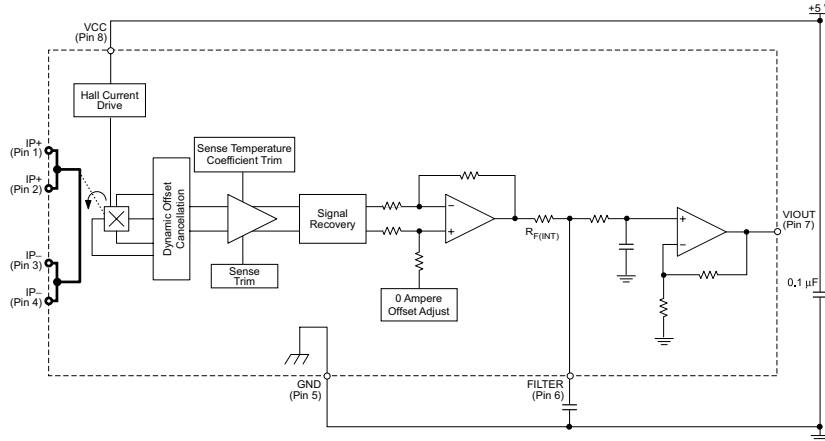 +5 V
VCC
(Pin 8)
Hall Current
Drive
IP+
(Pin 1)
IP+
(Pin 2)
IP−
(Pin 3)
IP−
(Pin 4)
Dynamic Offset
Cancellation
Sense Temperature
Coefficient Trim
Sense
Trim
Signal
Recovery
0 Ampere
Offset Adjust
−
+
RF(INT)
+
−
VIOUT
(Pin 7)
0.1 µF
GND
(Pin 5)
FILTER
(Pin 6)